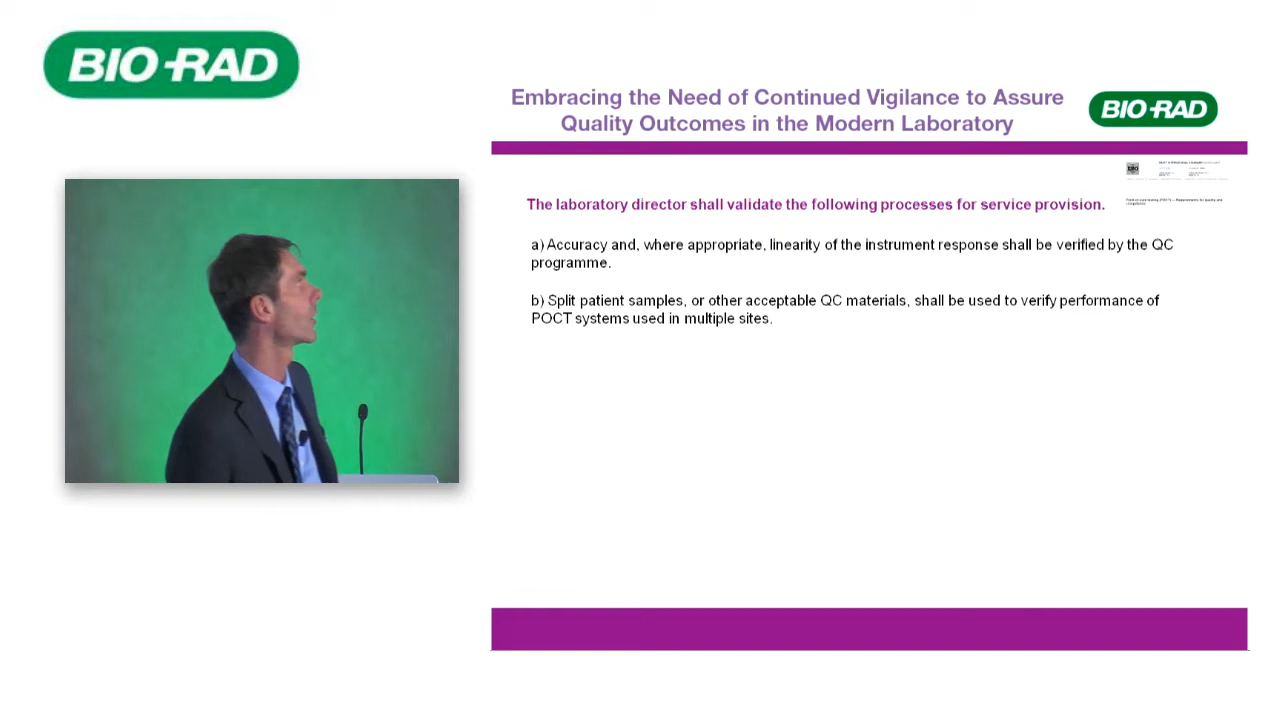 BIO-RAD
Embracing the Need of Continued Vigilance to Assure
Quality Outcomes in the Modern Laboratory
BIO-RAD
The laboratory director shall validate the following processes for service provision.
a) Accuracy and, where appropriate, linearity of the instrument response shall be verified by the QC
programme.
b) Split patient samples, or other acceptable QC materials, shall be used to verify performance of
POCT systems used in multiple sites.